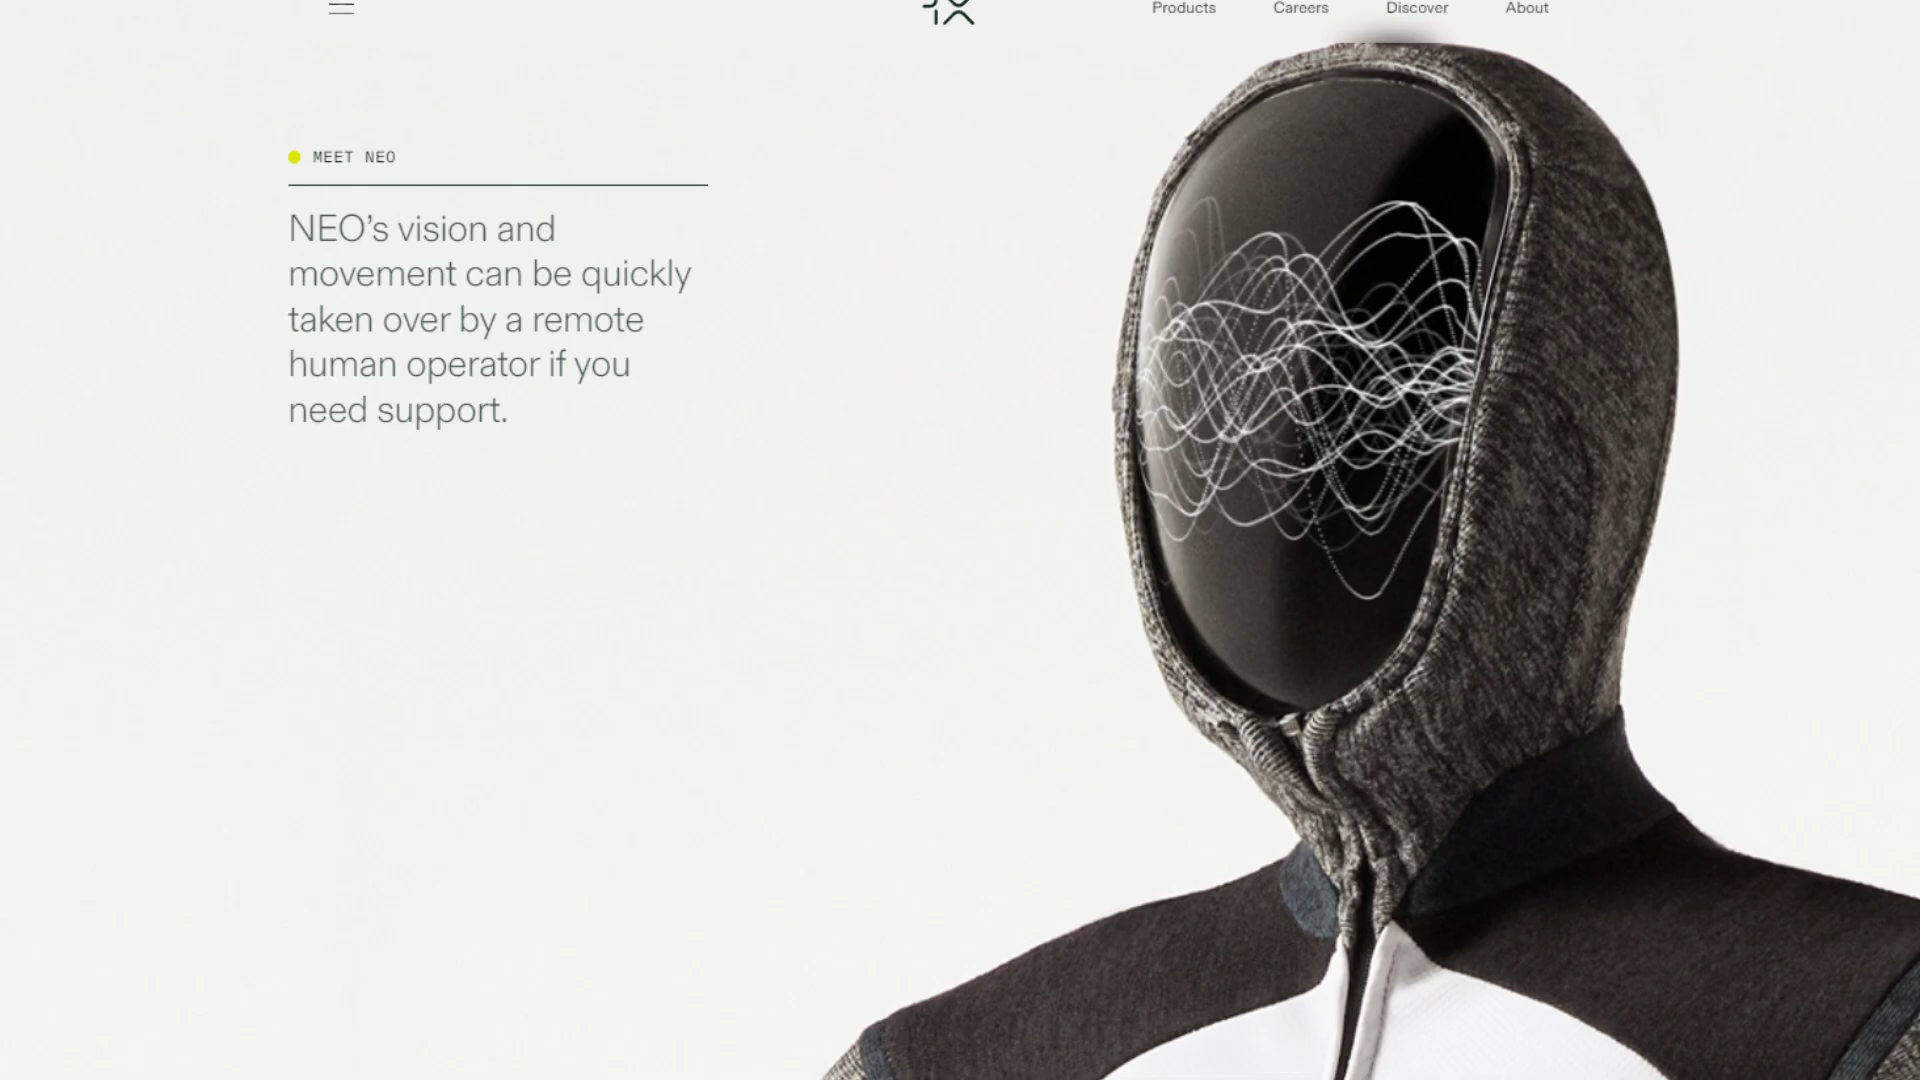 Products
Careers
Discover
About
MEET NEO
NEO’s vision and
movement can be quickly
taken over by a remote
human operator if you
need support.